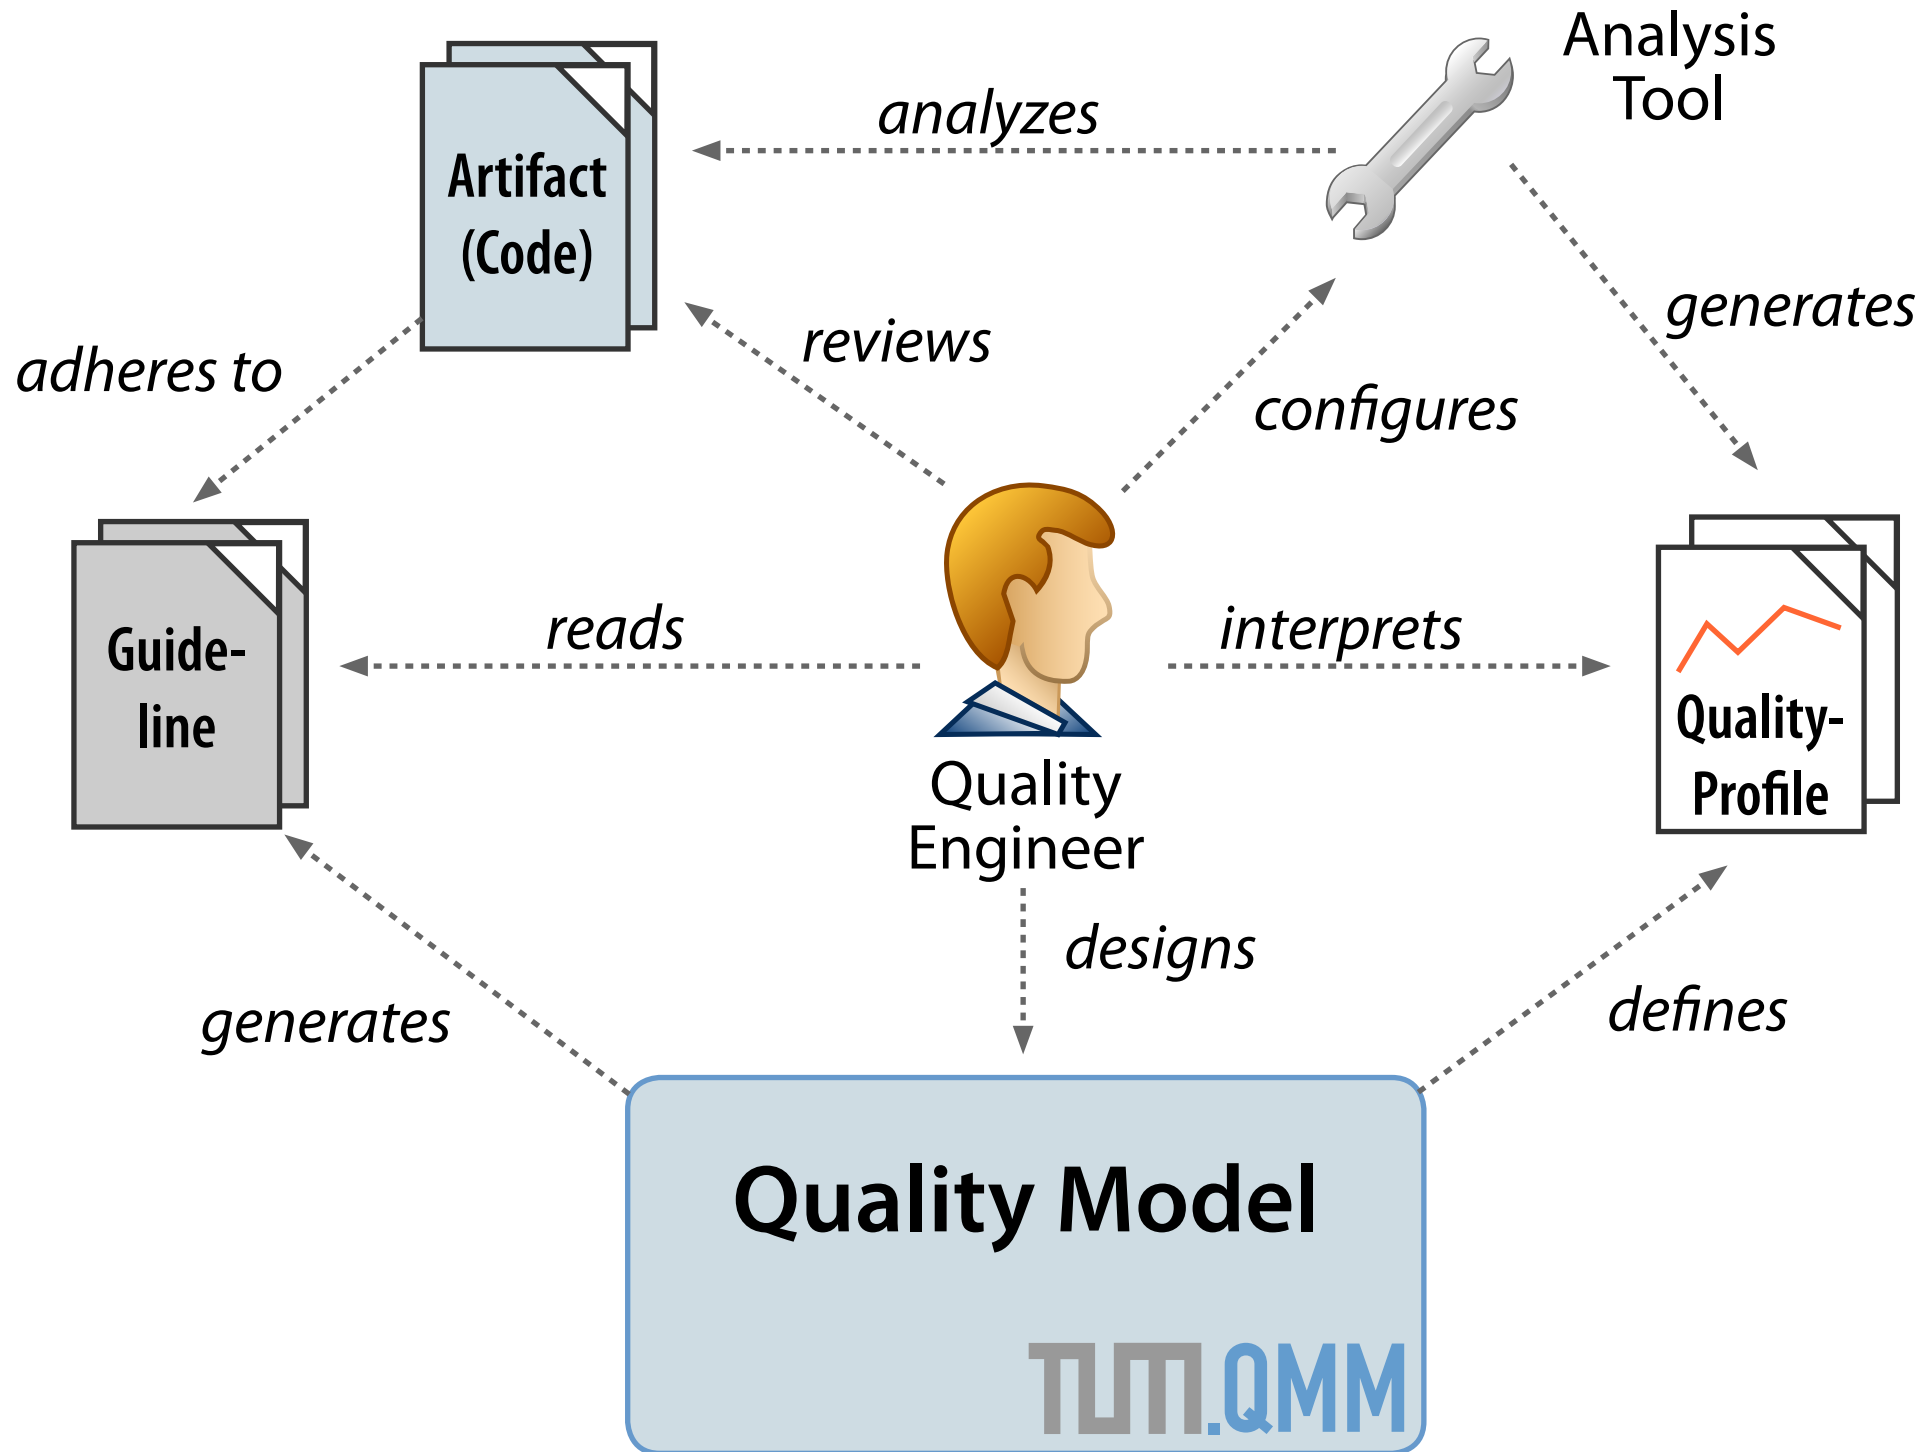 Analysis
Tool
analyzes
Artifact
(Code)
generates
reviews
adheres to
configures
reads
interprets
Guide-
line
Quality-
Profile
Quality
Engineer
designs
defines
generates
Quality Model
TUM.QMM